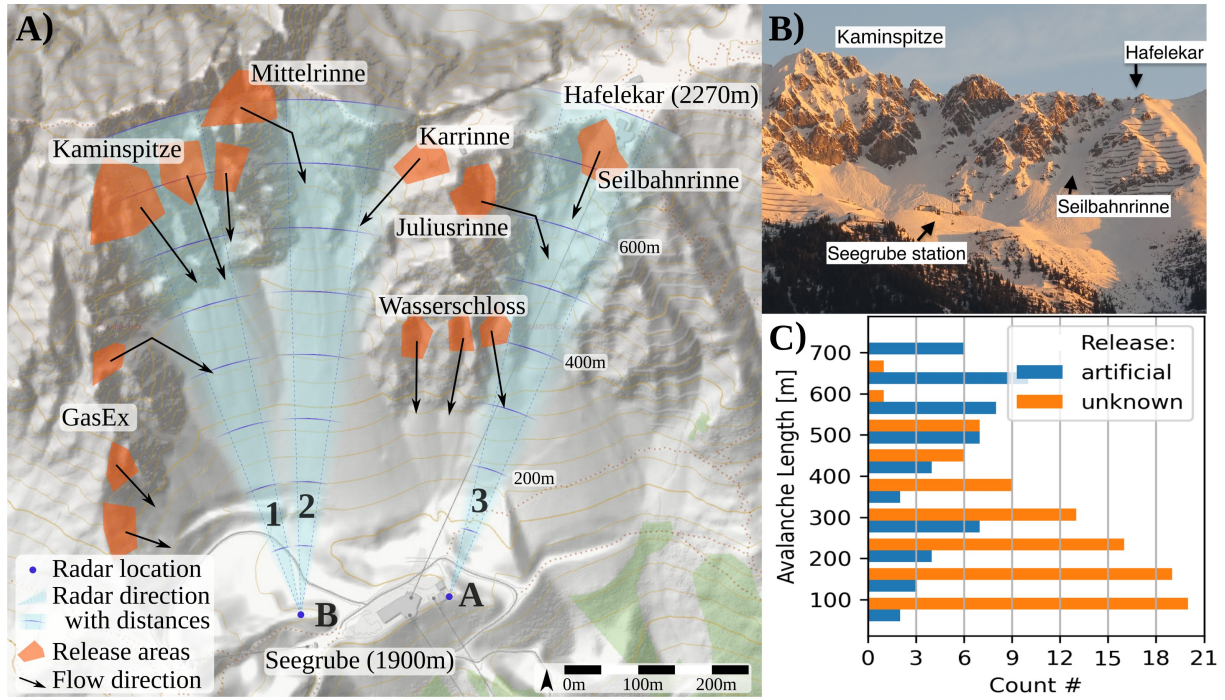 A)
Mittelrinne
Hafelekar (2270m)
Kaminspitze
Karrinne
Seilbahnrinne
Juliusrinne
600m
Wasserschloss
400m
GasEx
200m
1
2
3
Radar location
Radar direction
with distances
Release areas
Flow direction
B
A
Seegrube (1900m)
0m 100m 200m
B)
Kaminspitze
Hafelekar
Seilbahnrinne
Seegrube station
C)
Release:
artificial
unknown
Avalanche Length [m]
700
600
500
400
300
200
100
0 3 6 9 12 15 18 21
Count #